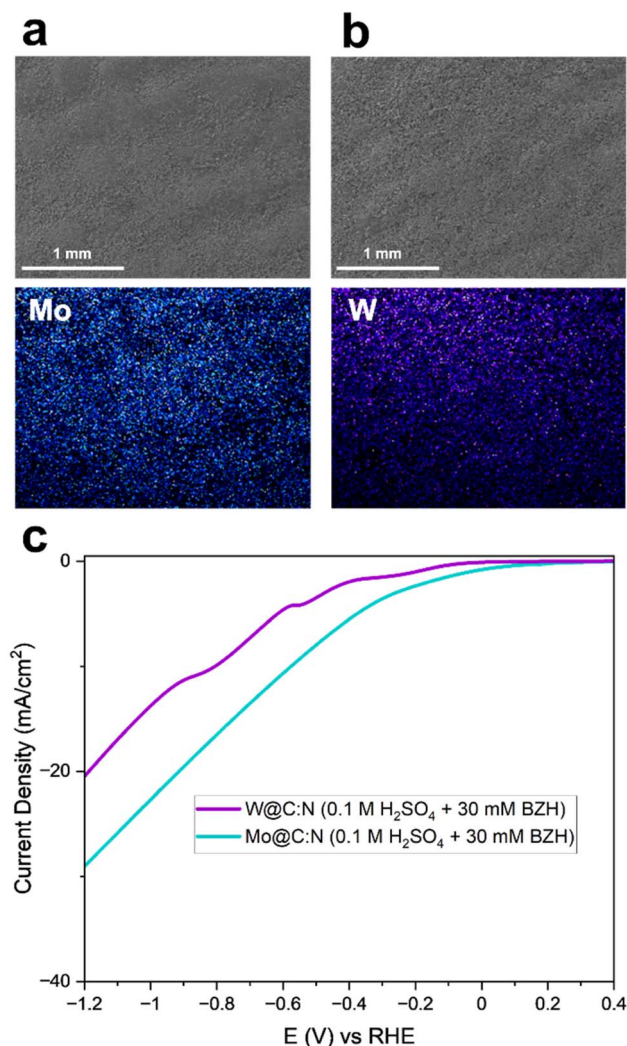 a
b
1 mm
1 mm
Mo
W
c
0
−20
−40
Current Density (mA/cm²)
W@C:N (0.1 M H₂SO₄ + 30 mM BZH)
Mo@C:N (0.1 M H₂SO₄ + 30 mM BZH)
−1.2 −1 −0.8 −0.6 −0.4 −0.2 0 0.2 0.4
E (V) vs RHE